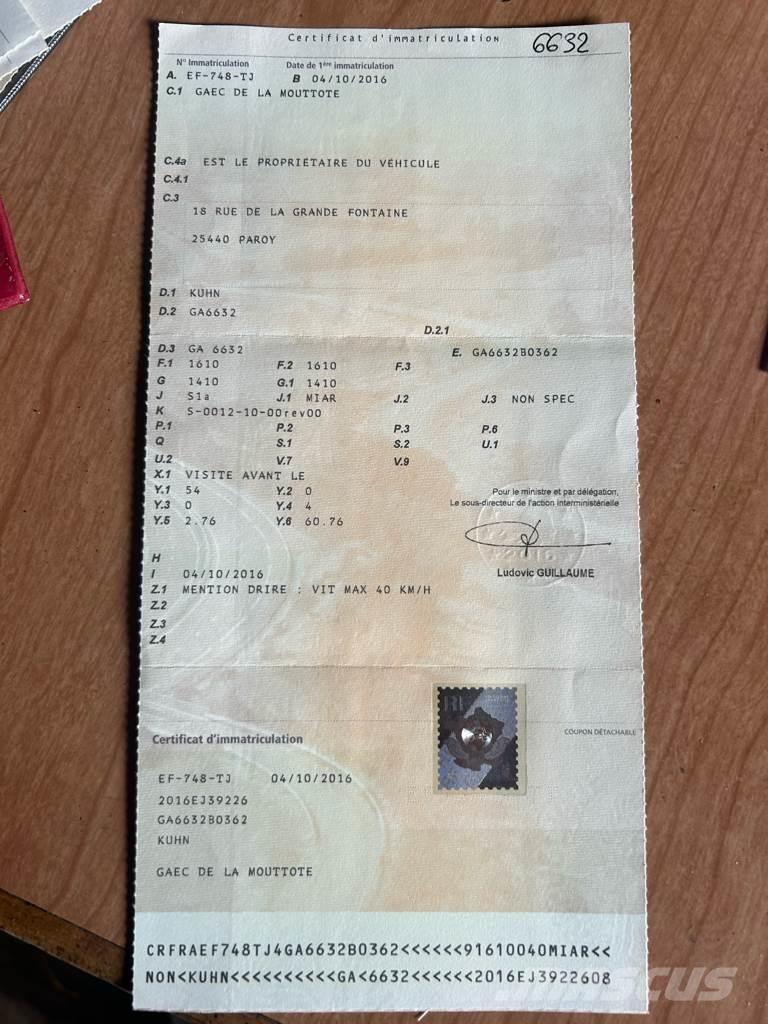 Certificat d'immatriculation 6632
N° Immatriculation Date de 1ère immatriculation
A. EF-748-TJ B 04/10/2016
C.1 GAEC DE LA MOUTTOTE
C.4a EST LE PROPRIÉTAIRE DU VÉHICULE
C.4.1
C.3
18 RUE DE LA GRANDE FONTAINE
25440 PAROY
D.1 KUHN
D.2 GA6632
D.2.1
D.3 GA 6632 E. GA6632B0362
F.1 1610 F.2 1610 F.3
G 1410 G.1 1410
J S1a J.1 MIAR J.2 J.3 NON SPEC
K S-0012-10-00rev00
P.1 P.2 P.3 P.6
Q S.1 S.2 U.1
U.2 V.7 V.9
X.1 VISITE AVANT LE
Y.1 54 Y.2 0
Y.3 0 Y.4 4
Y.5 2.76 Y.6 60.76
Pour le ministre et par délégation,
Le sous-directeur de l'action interministérielle
Ludovic GUILLAUME
H
I 04/10/2016
Z.1 MENTION DRIRE : VIT MAX 40 KM/H
Z.2
Z.3
Z.4
RF
COUPON DÉTACHABLE
Certificat d'immatriculation
EF-748-TJ 04/10/2016
2016EJ39226
GA6632B0362
KUHN
GAEC DE LA MOUTTOTE
CRFRAEF748TJ4GA6632B0362<<<<<<91610040MIAR<<
NON<KUHN<<<<<<<<<<GA<6632<<<<<<2016EJ3922608
MASCUS